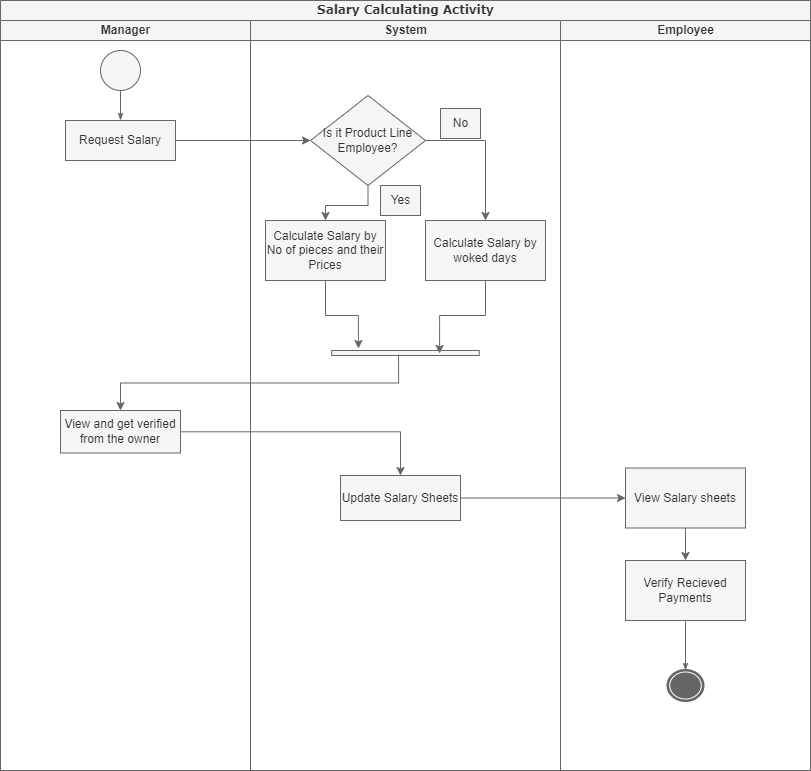 Salary Calculating Activity
Manager
System
Employee
No
Is it Product Line
Employee?
Request Salary
Yes
Calculate Salary by
No of pieces and their
Prices
Calculate Salary by
woked days
View and get verified
from the owner
Update Salary Sheets
View Salary sheets
Verify Recieved
Payments